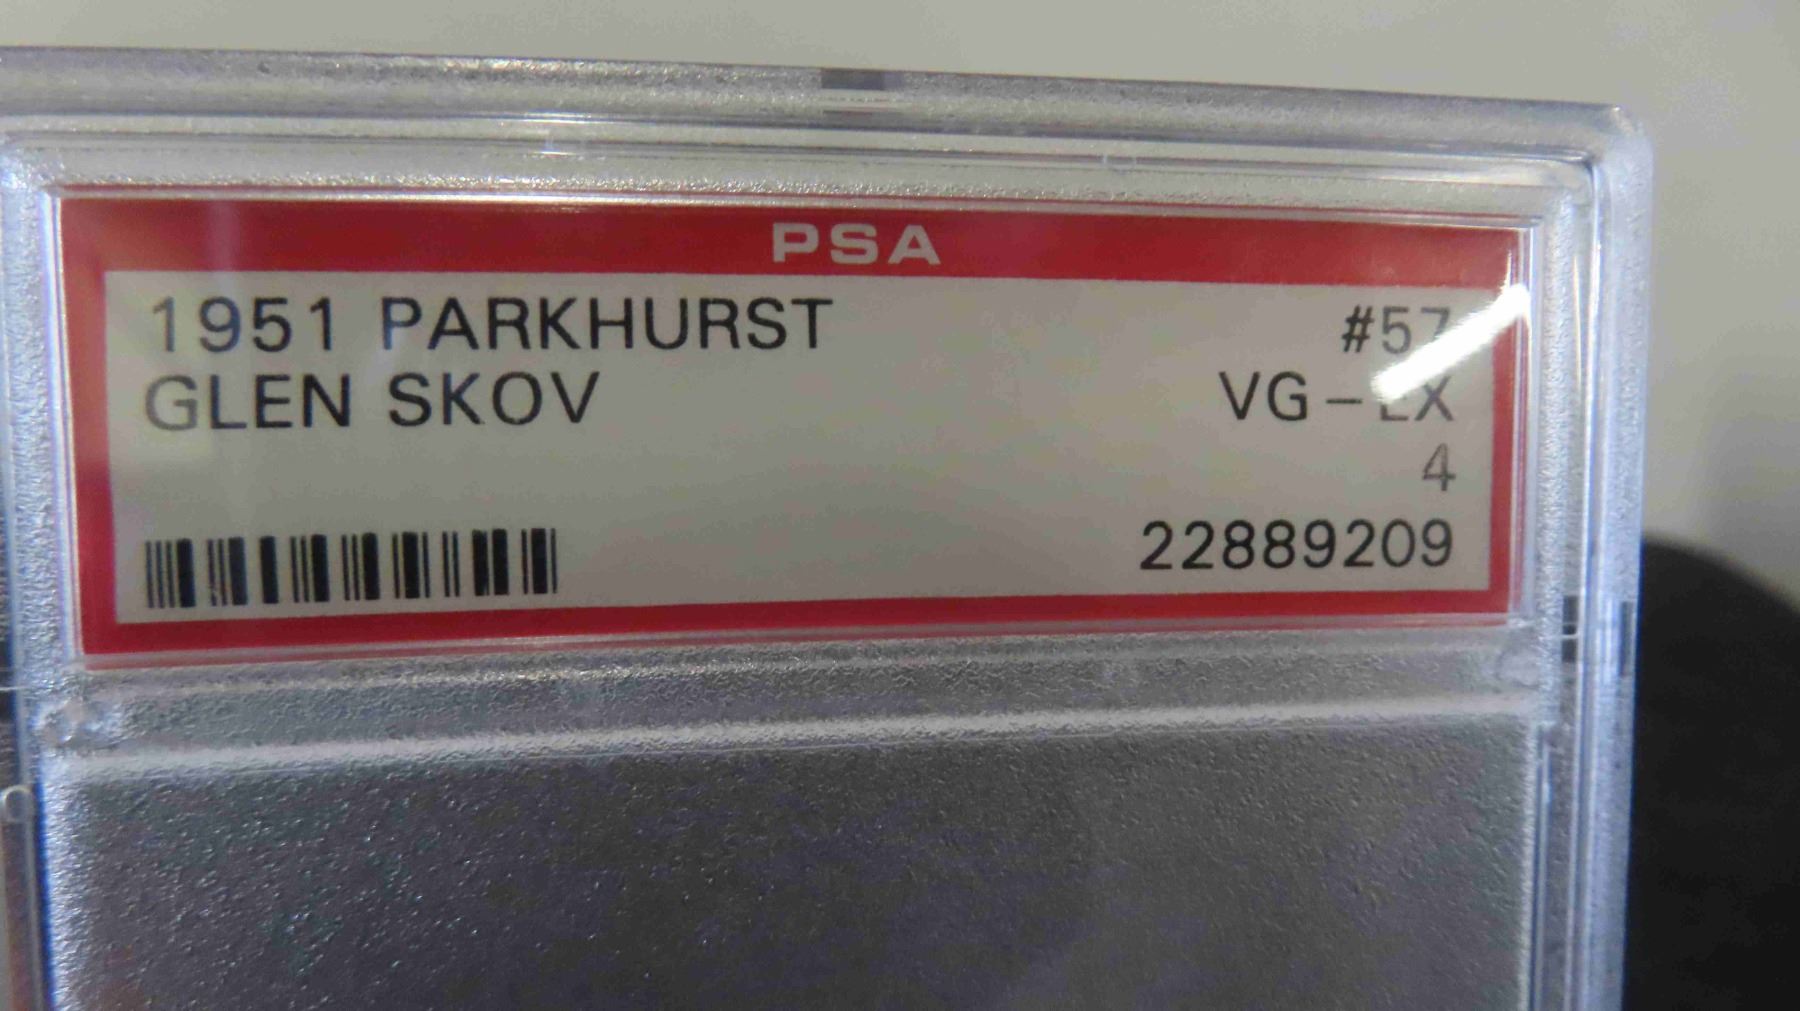 PSA
1951 PARKHURST #57
GLEN SKOV VG-EX
4
22889209